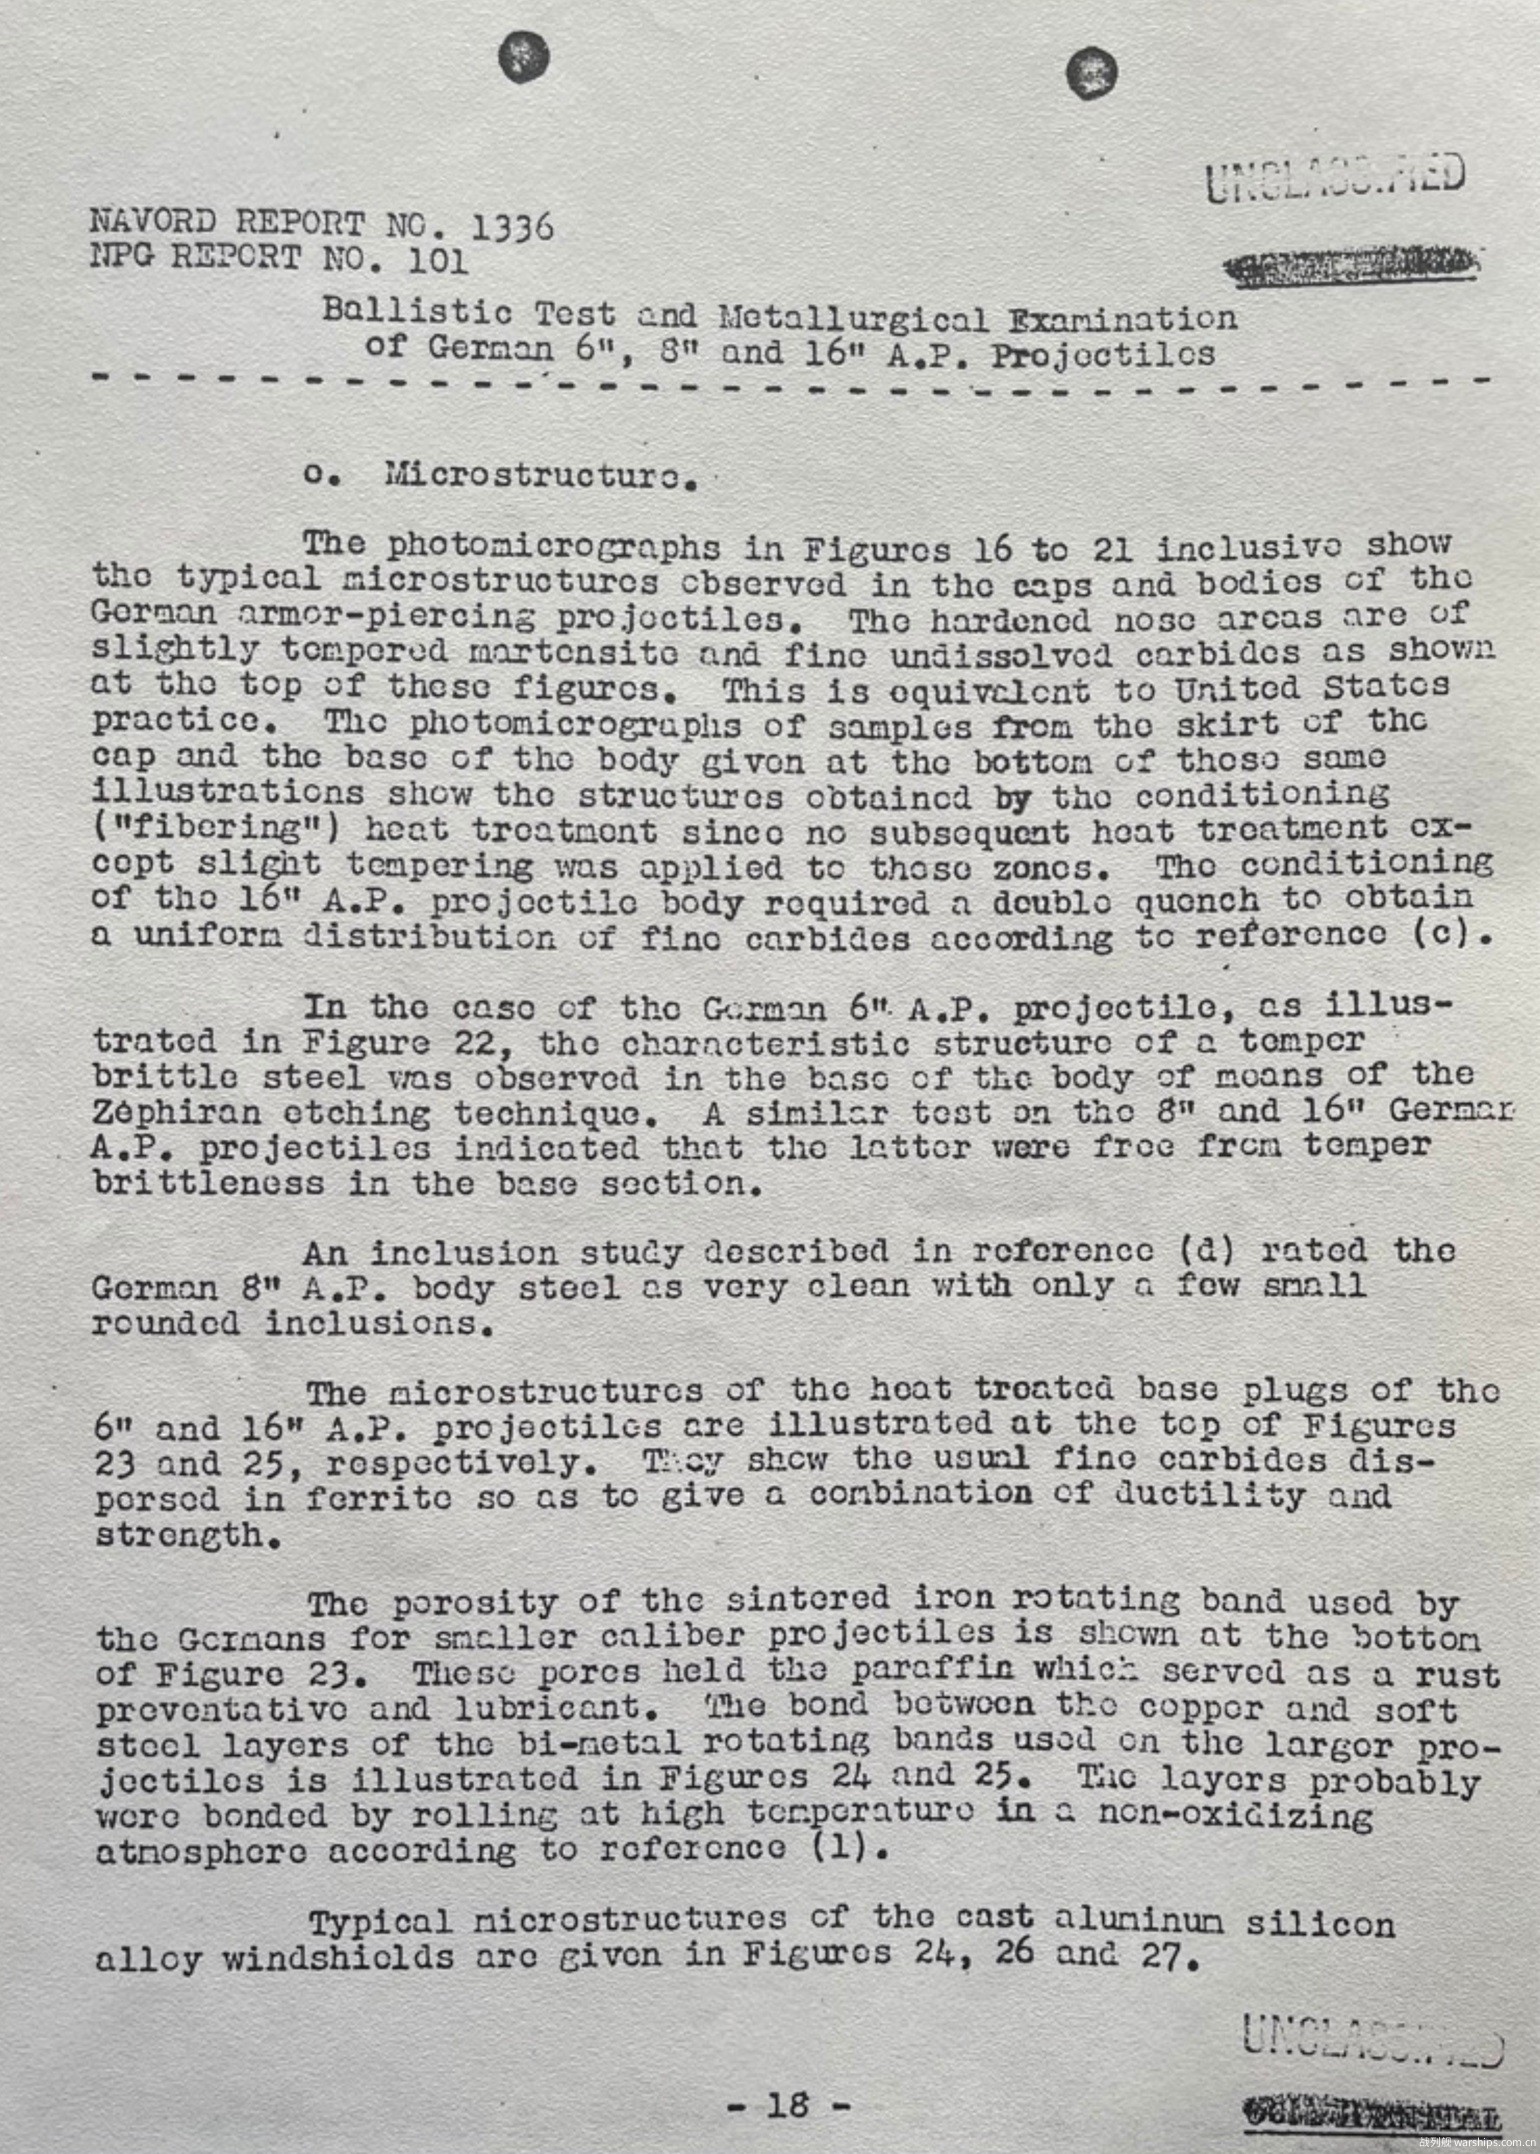 UNCLASSIFIED
NAVORD REPORT NO. 1336
NPG REPORT NO. 101
Ballistic Test and Metallurgical Examination
of German 6", 8" and 16" A.P. Projectiles
e. Microstructure.
The photomicrographs in Figures 16 to 21 inclusive show
the typical microstructures observed in the caps and bodies of the
German armor-piercing projectiles. The hardened nose areas are of
slightly tempered martensite and fine undissolved carbides as shown
at the top of these figures. This is equivalent to United States
practice. The photomicrographs of samples from the skirt of the
cap and the base of the body given at the bottom of these same
illustrations show the structures obtained by the conditioning
("fibering") heat treatment since no subsequent heat treatment ex-
cept slight tempering was applied to these zones. The conditioning
of the 16" A.P. projectile body required a double quench to obtain
a uniform distribution of fine carbides according to reference (c).
In the case of the German 6" A.P. projectile, as illus-
trated in Figure 22, the characteristic structure of a temper
brittle steel was observed in the base of the body of means of the
Zephiran etching technique. A similar test on the 8" and 16" German
A.P. projectiles indicated that the latter were free from temper
brittleness in the base section.
An inclusion study described in reference (d) rated the
German 8" A.P. body steel as very clean with only a few small
rounded inclusions.
The microstructures of the heat treated base plugs of the
6" and 16" A.P. projectiles are illustrated at the top of Figures
23 and 25, respectively. They show the usual fine carbides dis-
persed in ferrite so as to give a combination of ductility and
strength.
The porosity of the sintered iron rotating band used by
the Germans for smaller caliber projectiles is shown at the bottom
of Figure 23. These pores held the paraffin which served as a rust
preventative and lubricant. The bond between the copper and soft
steel layers of the bi-metal rotating bands used on the larger pro-
jectiles is illustrated in Figures 24 and 25. The layers probably
were bonded by rolling at high temperature in a non-oxidizing
atmosphere according to reference (l).
Typical microstructures of the cast aluminum silicon
alloy windshields are given in Figures 24, 26 and 27.
UNCLASSIFIED
- 18 -
CONFIDENTIAL
战列舰 warships.com.cn